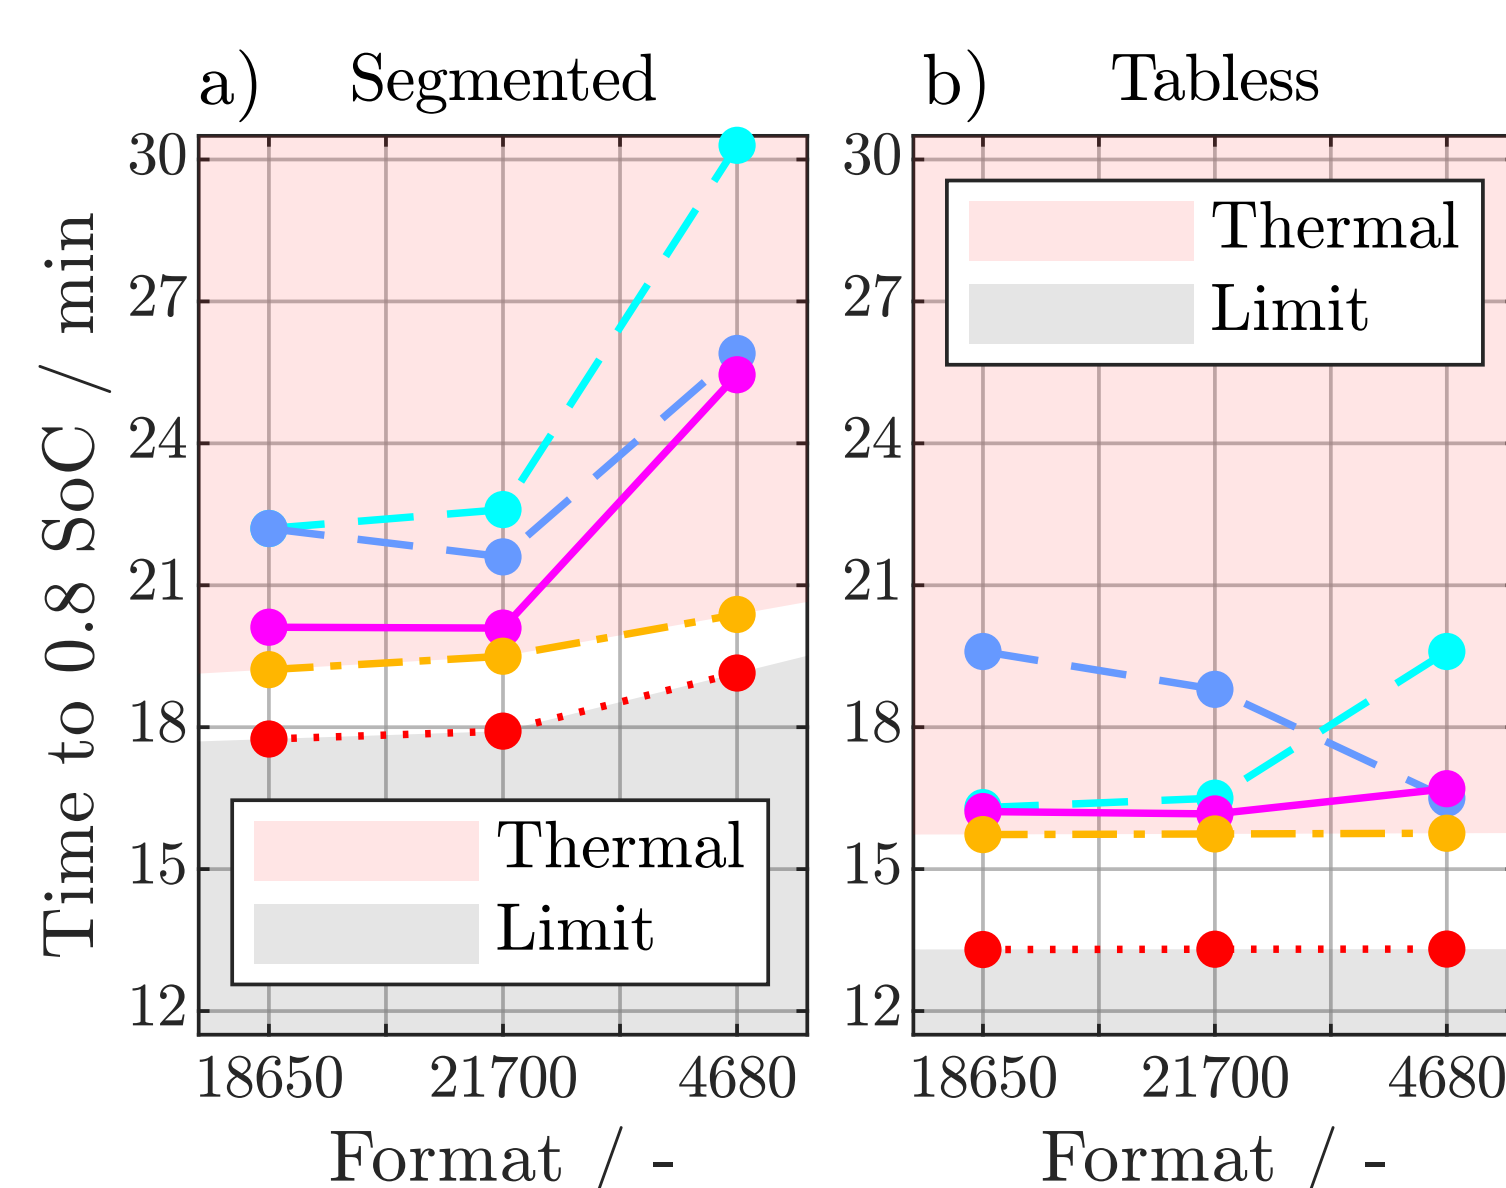 a) Segmented
b) Tabless
Time to 0.8 SoC / min
30
27
24
21
18
15
12
Thermal
Limit
18650 21700 4680
Format / -
30
27
24
21
18
15
12
Thermal
Limit
18650 21700 4680
Format / -